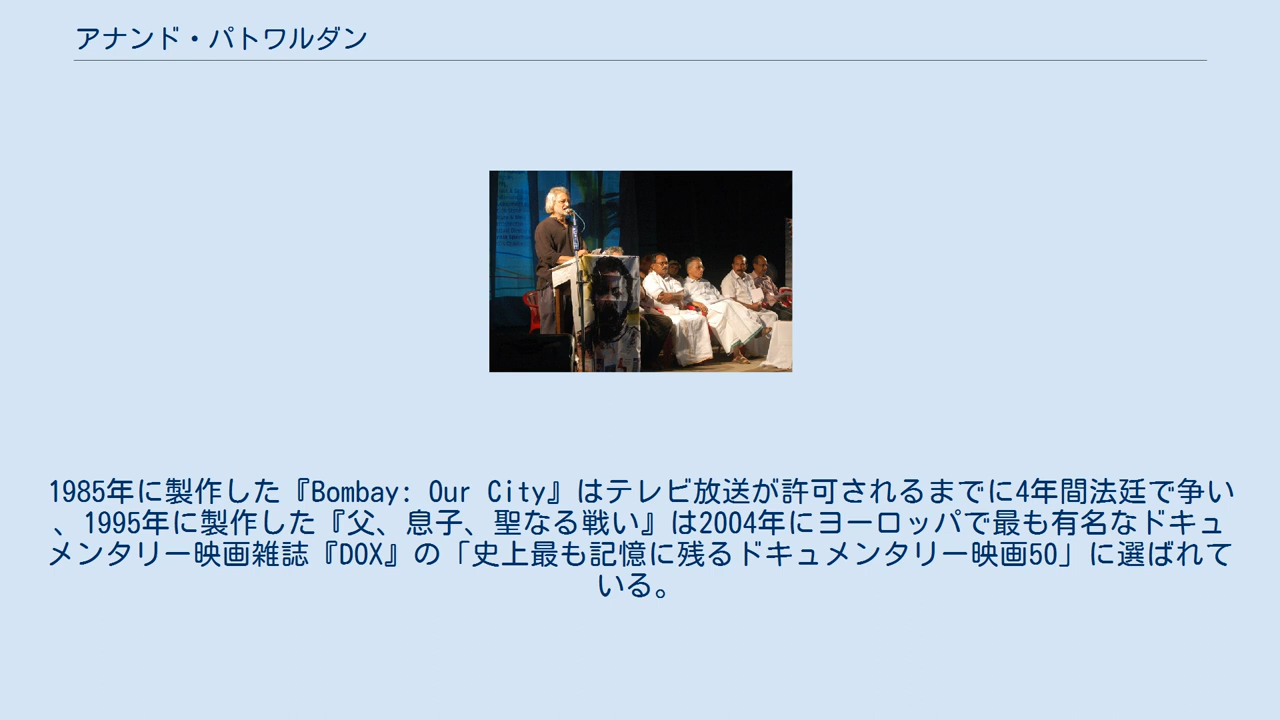 アナンド・パトワルダン
1985年に製作した『Bombay: Our City』はテレビ放送が許可されるまでに4年間法廷で争い
、1995年に製作した『父、息子、聖なる戦い』は2004年にヨーロッパで最も有名なドキュ
メンタリー映画雑誌『DOX』の「史上最も記憶に残るドキュメンタリー映画50」に選ばれて
いる。